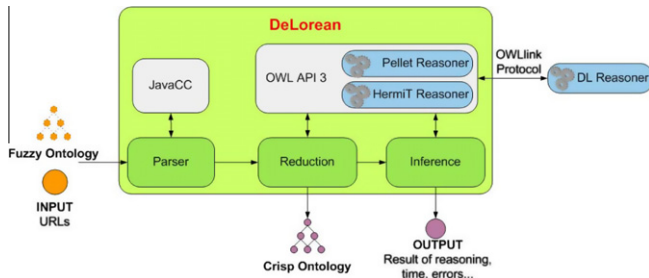 DeLorean
JavaCC
OWL API 3
Pellet Reasoner
HermiT Reasoner
OWLlink
Protocol
DL Reasoner
Fuzzy Ontology
INPUT
URLs
Parser
Reduction
Inference
Crisp Ontology
OUTPUT
Result of reasoning,
time, errors...